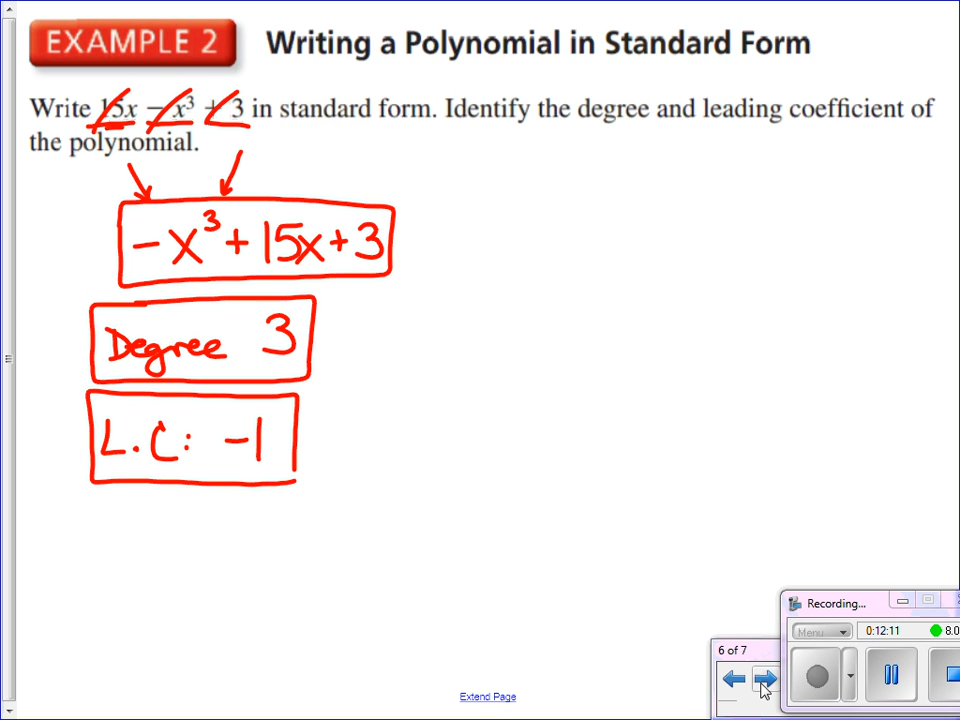 EXAMPLE 2 Writing a Polynomial in Standard Form
Write 15x − x³ + 3 in standard form. Identify the degree and leading coefficient of
the polynomial.
−x³ + 15x + 3
Degree 3
L.C: −1
Recording...
Menu 0:12:11 8.0
6 of 7
Extend Page